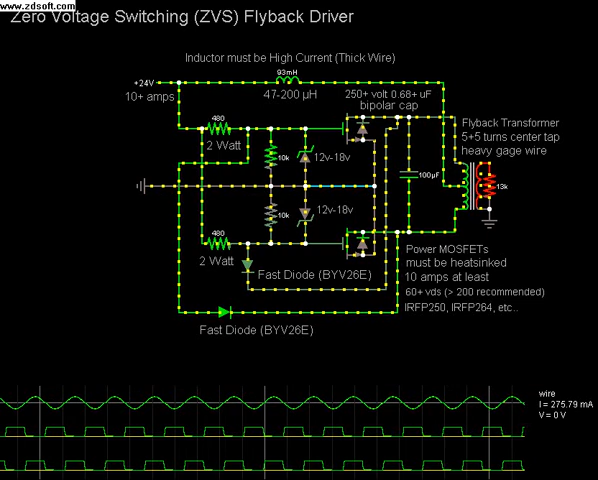 www.zdsoft.com
Zero Voltage Switching (ZVS) Flyback Driver
Inductor must be High Current (Thick Wire)
93mH
+24V
10+ amps
47-200 µH
250+ volt 0.68+ uF
bipolar cap
Flyback Transformer
5+5 turns center tap
heavy gage wire
480
2 Watt
10k
12v-18v
100µF
13k
10k
12v-18v
480
2 Watt
Fast Diode (BYV26E)
Power MOSFETs
must be heatsinked
10 amps at least
60+ vds (> 200 recommended)
IRFP250, IRFP264, etc..
Fast Diode (BYV26E)
wire
I = 275.79 mA
V = 0 V